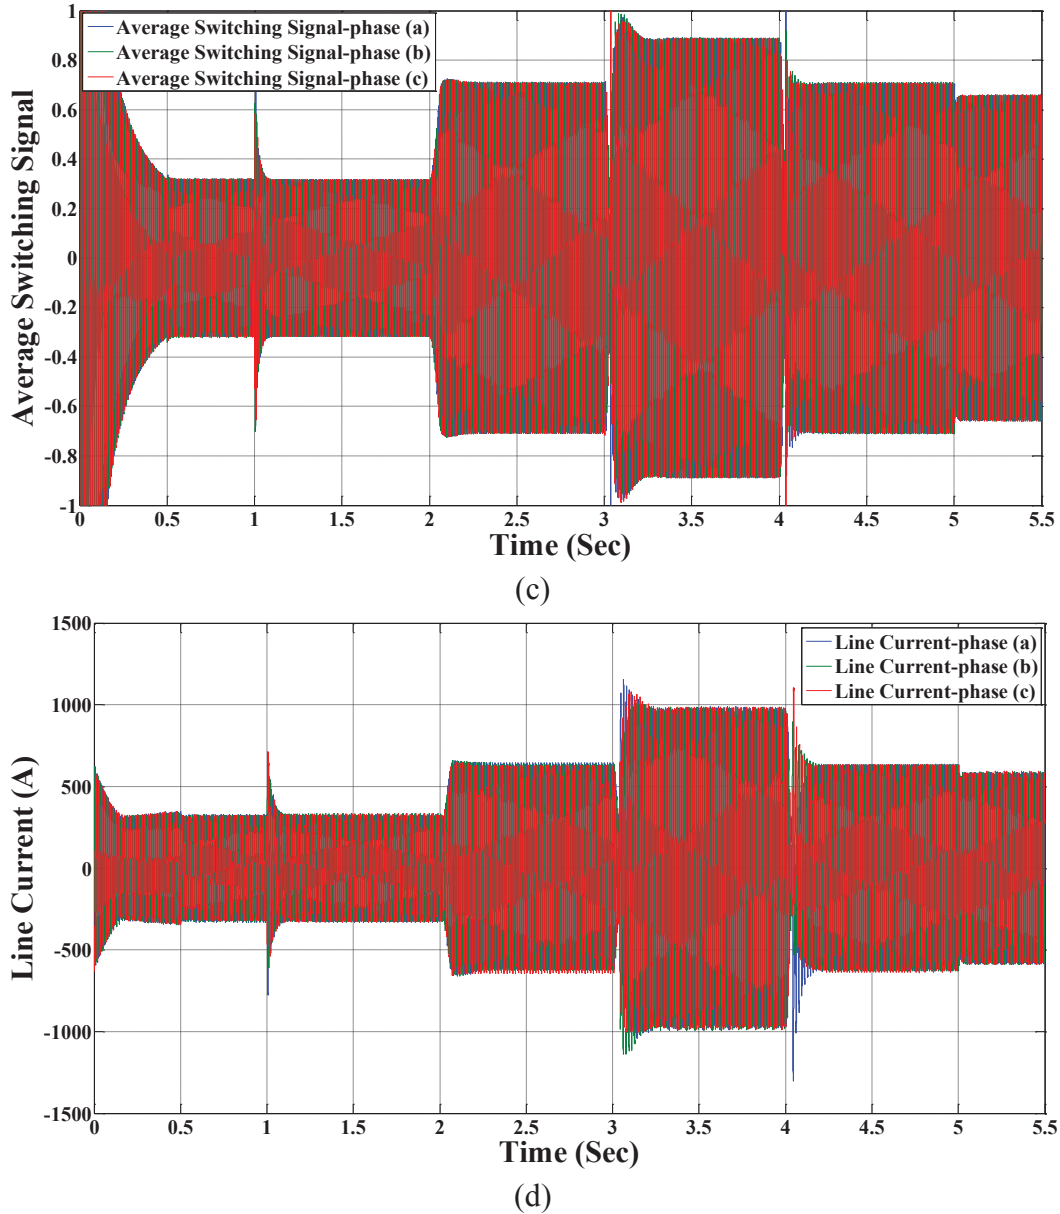 Average Switching Signal
1
0.8
0.6
0.4
0.2
0
-0.2
-0.4
-0.6
-0.8
-1
Average Switching Signal-phase (a)
Average Switching Signal-phase (b)
Average Switching Signal-phase (c)
0 0.5 1 1.5 2 2.5 3 3.5 4 4.5 5 5.5
Time (Sec)
(c)
Line Current (A)
1500
1000
500
0
-500
-1000
-1500
Line Current-phase (a)
Line Current-phase (b)
Line Current-phase (c)
0 0.5 1 1.5 2 2.5 3 3.5 4 4.5 5 5.5
Time (Sec)
(d)